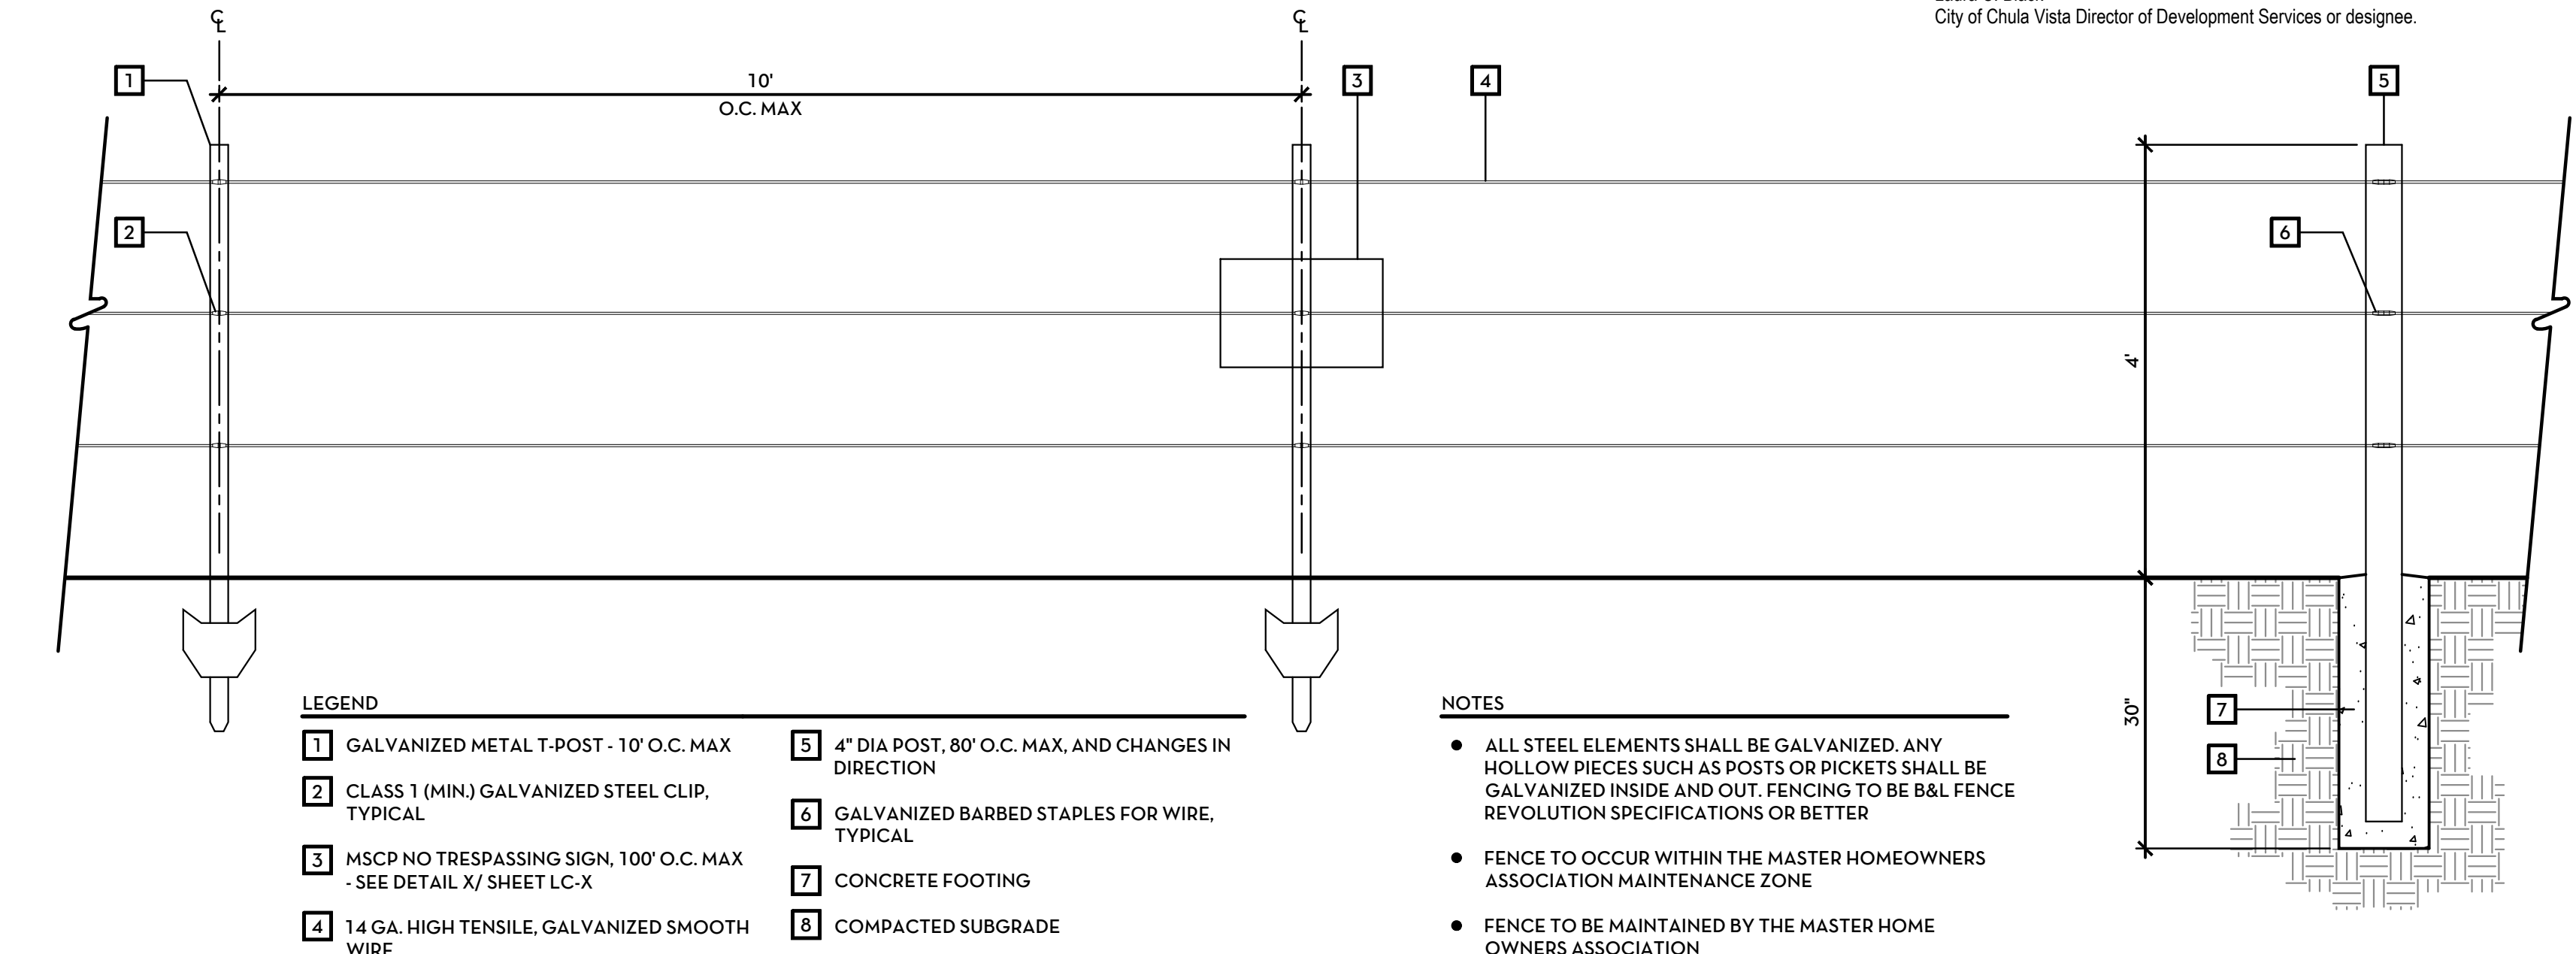 City of Chula Vista Director of Development Services or designee.
℄
℄
1
10'
O.C. MAX
3
4
5
2
6
4'
30"
7
8
LEGEND
1 GALVANIZED METAL T-POST - 10' O.C. MAX
2 CLASS 1 (MIN.) GALVANIZED STEEL CLIP,
TYPICAL
3 MSCP NO TRESPASSING SIGN, 100' O.C. MAX
- SEE DETAIL X/ SHEET LC-X
4 14 GA. HIGH TENSILE, GALVANIZED SMOOTH
WIRE
5 4" DIA POST, 80' O.C. MAX, AND CHANGES IN
DIRECTION
6 GALVANIZED BARBED STAPLES FOR WIRE,
TYPICAL
7 CONCRETE FOOTING
8 COMPACTED SUBGRADE
NOTES
● ALL STEEL ELEMENTS SHALL BE GALVANIZED. ANY
HOLLOW PIECES SUCH AS POSTS OR PICKETS SHALL BE
GALVANIZED INSIDE AND OUT. FENCING TO BE B&L FENCE
REVOLUTION SPECIFICATIONS OR BETTER
● FENCE TO OCCUR WITHIN THE MASTER HOMEOWNERS
ASSOCIATION MAINTENANCE ZONE
● FENCE TO BE MAINTAINED BY THE MASTER HOME
OWNERS ASSOCIATION